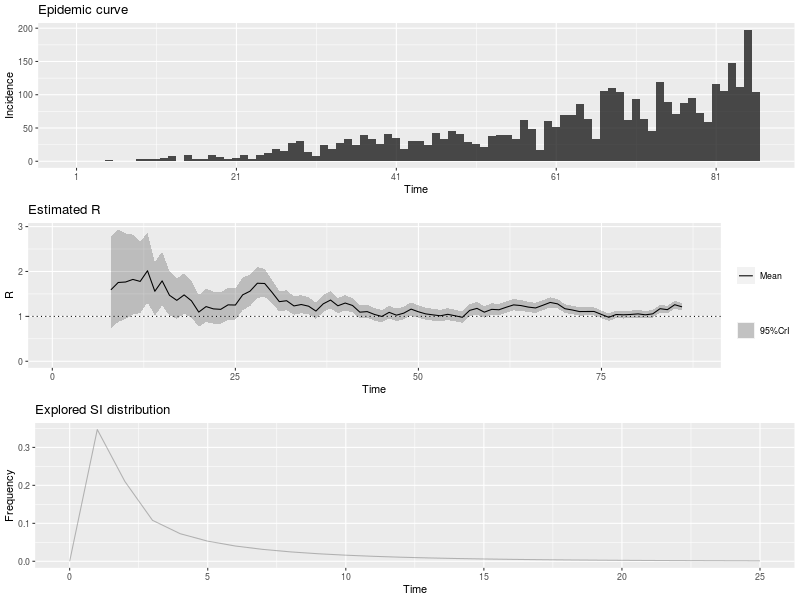 Epidemic curve
200
150
100
50
0
Incidence
1 21 41 61 81
Time
Estimated R
3
2
1
0
R
0 25 50 75
Time
Mean
95%CrI
Explored SI distribution
0.3
0.2
0.1
0.0
Frequency
0 5 10 15 20 25
Time